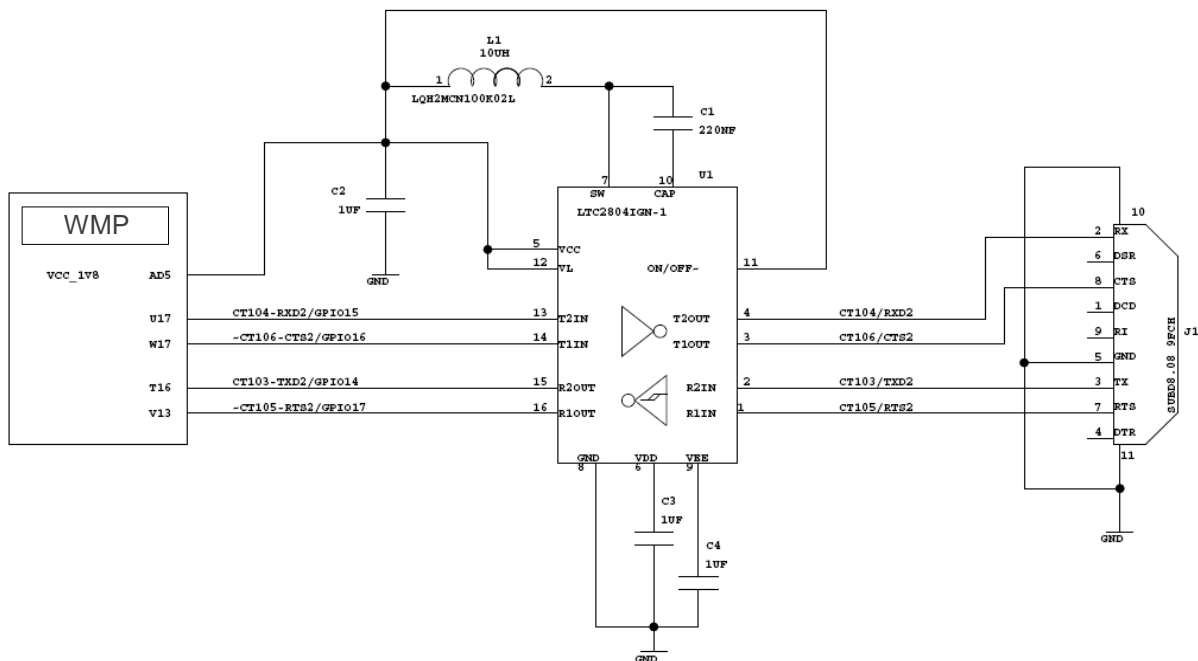 L1
10UH
1 2
LQH2MCN100K02L
C1
220NF
C2
1UF
GND
WMP
VCC_1V8 AD5
U17
W17
T16
V13
CT104-RXD2/GPIO15
~CT106-CTS2/GPIO16
CT103-TXD2/GPIO14
~CT105-RTS2/GPIO17
U1
7 10
SW CAP
LTC2804IGN-1
5 VCC
12 VL
ON/OFF~ 11
13 T2IN T2OUT 4
14 T1IN T1OUT 3
15 R2OUT R2IN 2
16 R1OUT R1IN 1
GND VDD VEE
8 6 9
C3
1UF
C4
1UF
GND
CT104/RXD2
CT106/CTS2
CT103/TXD2
CT105/RTS2
10
2 RX
6 DSR
8 CTS
1 DCD
9 RI
5 GND
3 TX
7 RTS
4 DTR
11
J1
SUBD8.08 9FCH
GND